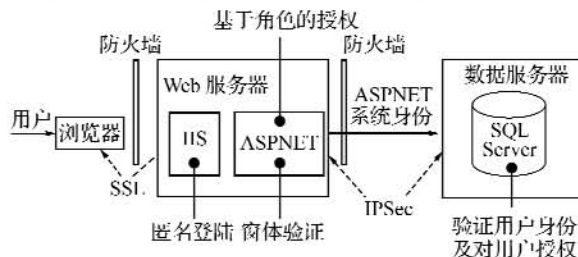 基于角色的授权
防火墙
防火墙
Web 服务器
数据服务器
用户
浏览器
IIS
ASPNET
ASPNET
系统身份
SQL
Server
SSL
IPSec
匿名登陆
窗体验证
验证用户身份
及对用户授权